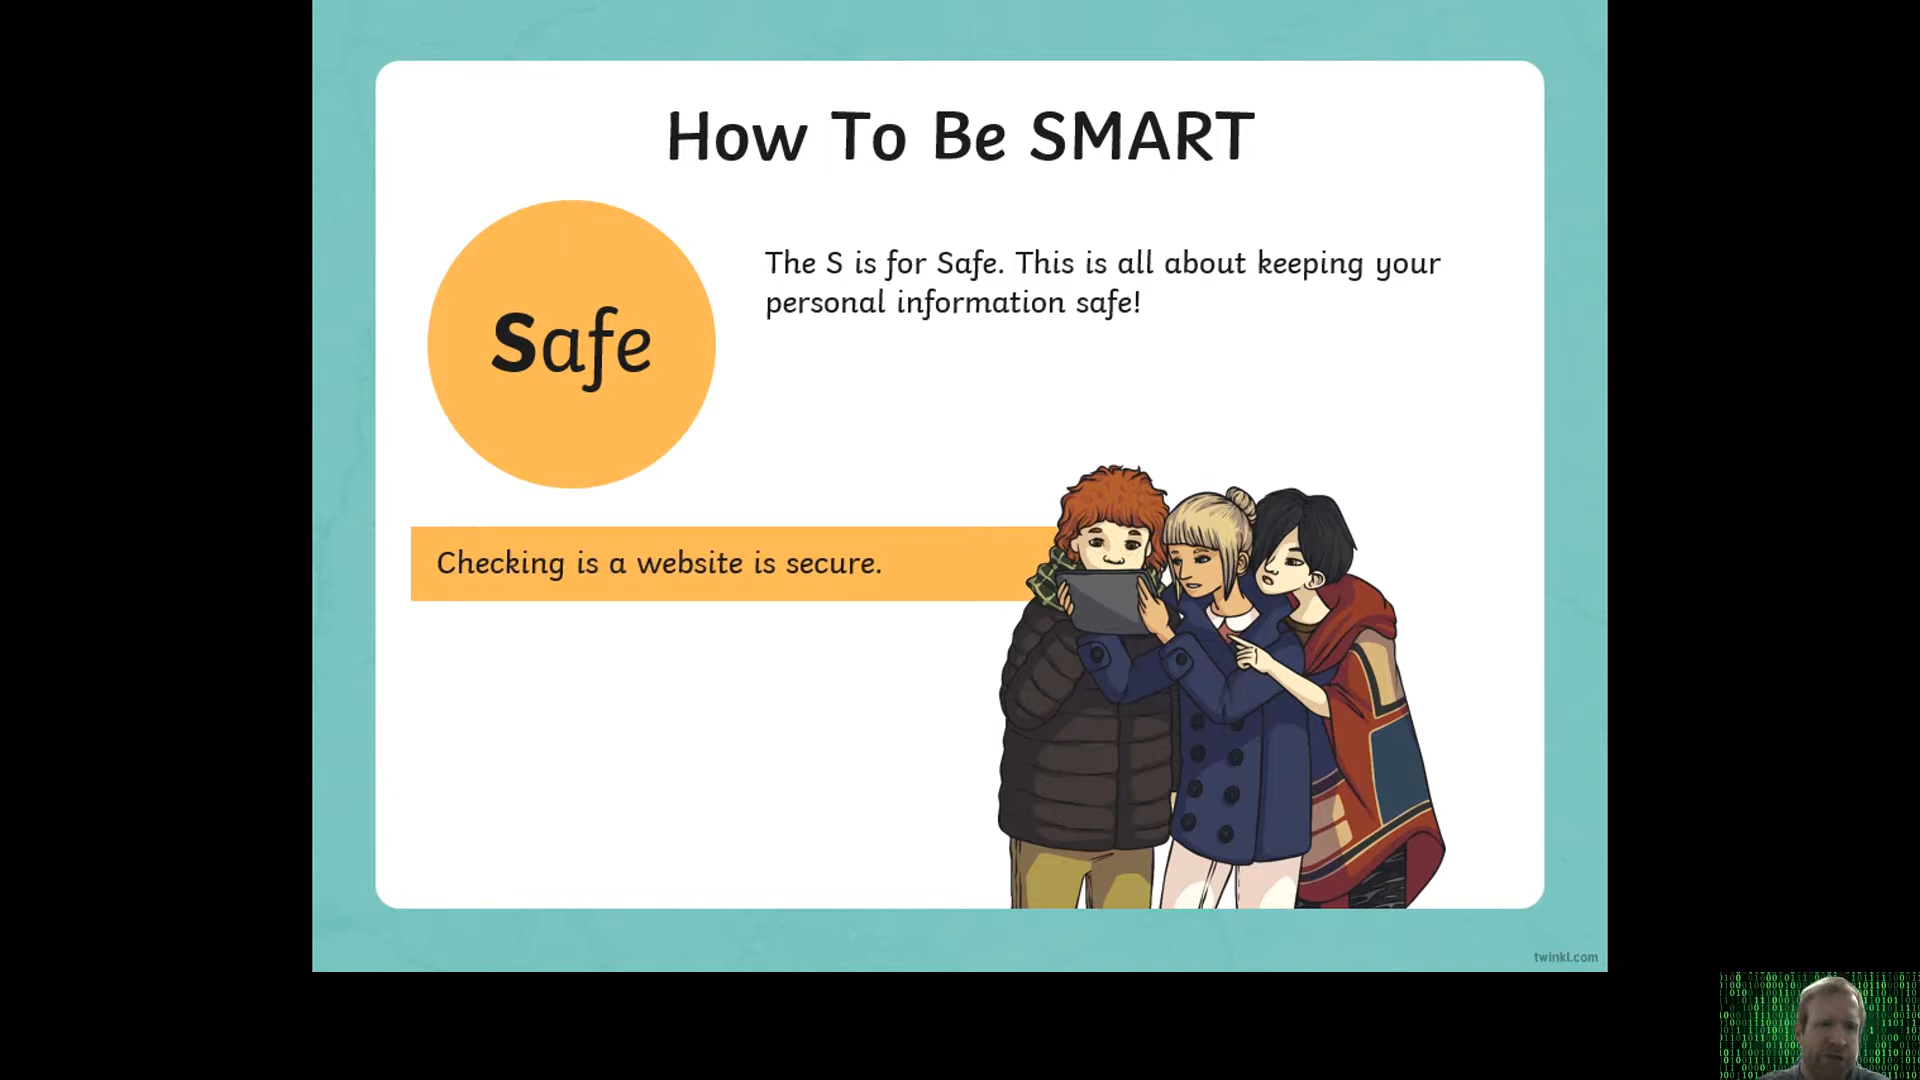 How To Be SMART
Safe
The S is for Safe. This is all about keeping your
personal information safe!
Checking is a website is secure.
twinkl.com